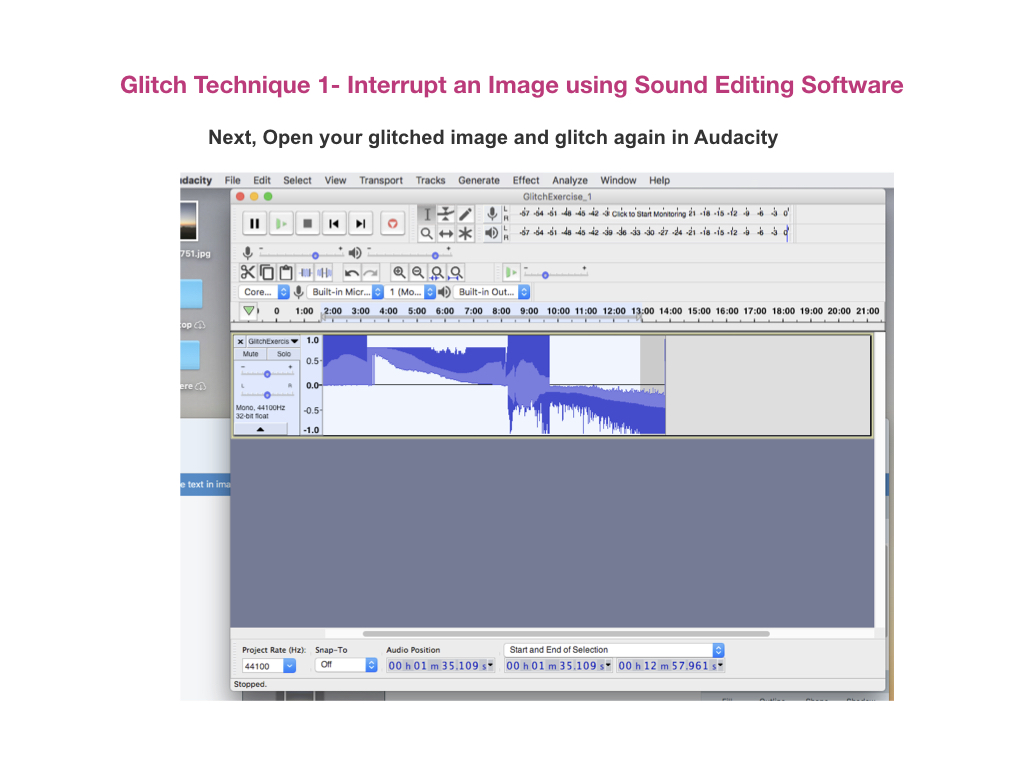 Glitch Technique 1- Interrupt an Image using Sound Editing Software
Next, Open your glitched image and glitch again in Audacity
dacity File Edit Select View Transport Tracks Generate Effect Analyze Window Help
GlitchExercise_1
L -57 -54 -51 -48 -45 -42 -3 Click to Start Monitoring 21 -18 -15 -12 -9 -6 -3 0
R
L -57 -54 -51 -48 -45 -42 -39 -36 -33 -30 -27 -24 -21 -18 -15 -12 -9 -6 -3 0
R
751.jpg
Core... Built-in Micr... 1 (Mo... Built-in Out...
0 1:00 2:00 3:00 4:00 5:00 6:00 7:00 8:00 9:00 10:00 11:00 12:00 13:00 14:00 15:00 16:00 17:00 18:00 19:00 20:00 21:00
top
GlitchExercis
Mute Solo
L R
Mono, 44100Hz
32-bit float
1.0
0.5
0.0
-0.5
-1.0
ere
e text in ima
Project Rate (Hz): Snap-To Audio Position Start and End of Selection
44100 Off 00 h 01 m 35.109 s 00 h 01 m 35.109 s 00 h 12 m 57.961 s
Stopped.